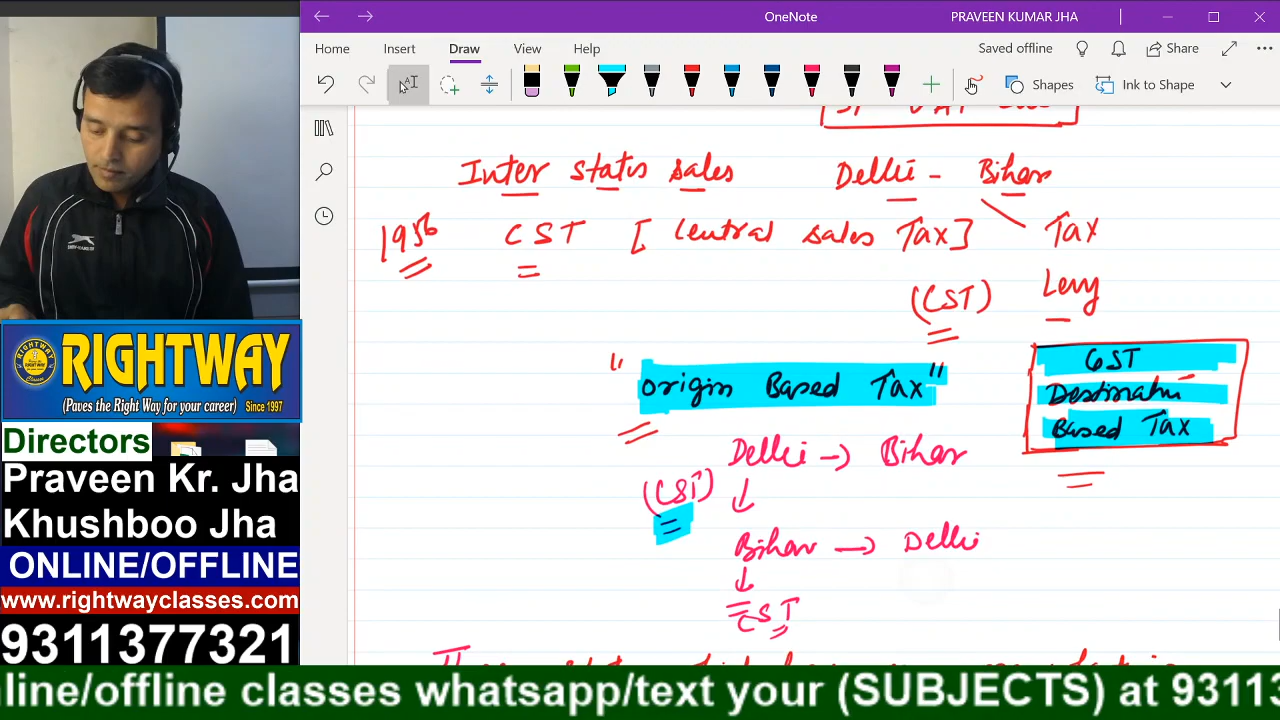 OneNote
PRAVEEN KUMAR JHA
Home Insert Draw View Help
Saved offline
Share
Shapes
Ink to Shape
Inter status sales Delhi - Bihar
1956 CST [Central sales Tax] Tax
(CST) Levy
"Origin Based Tax"
GST
Destination
Based Tax
Delhi → Bihar
(CST)
Bihar → Delhi
CST
RIGHTWAY
(Paves the Right Way for your career) Since 1997
Directors
Praveen Kr. Jha
Khushboo Jha
ONLINE/OFFLINE
www.rightwayclasses.com
9311377321
nline/offline classes whatsapp/text your (SUBJECTS) at 93113